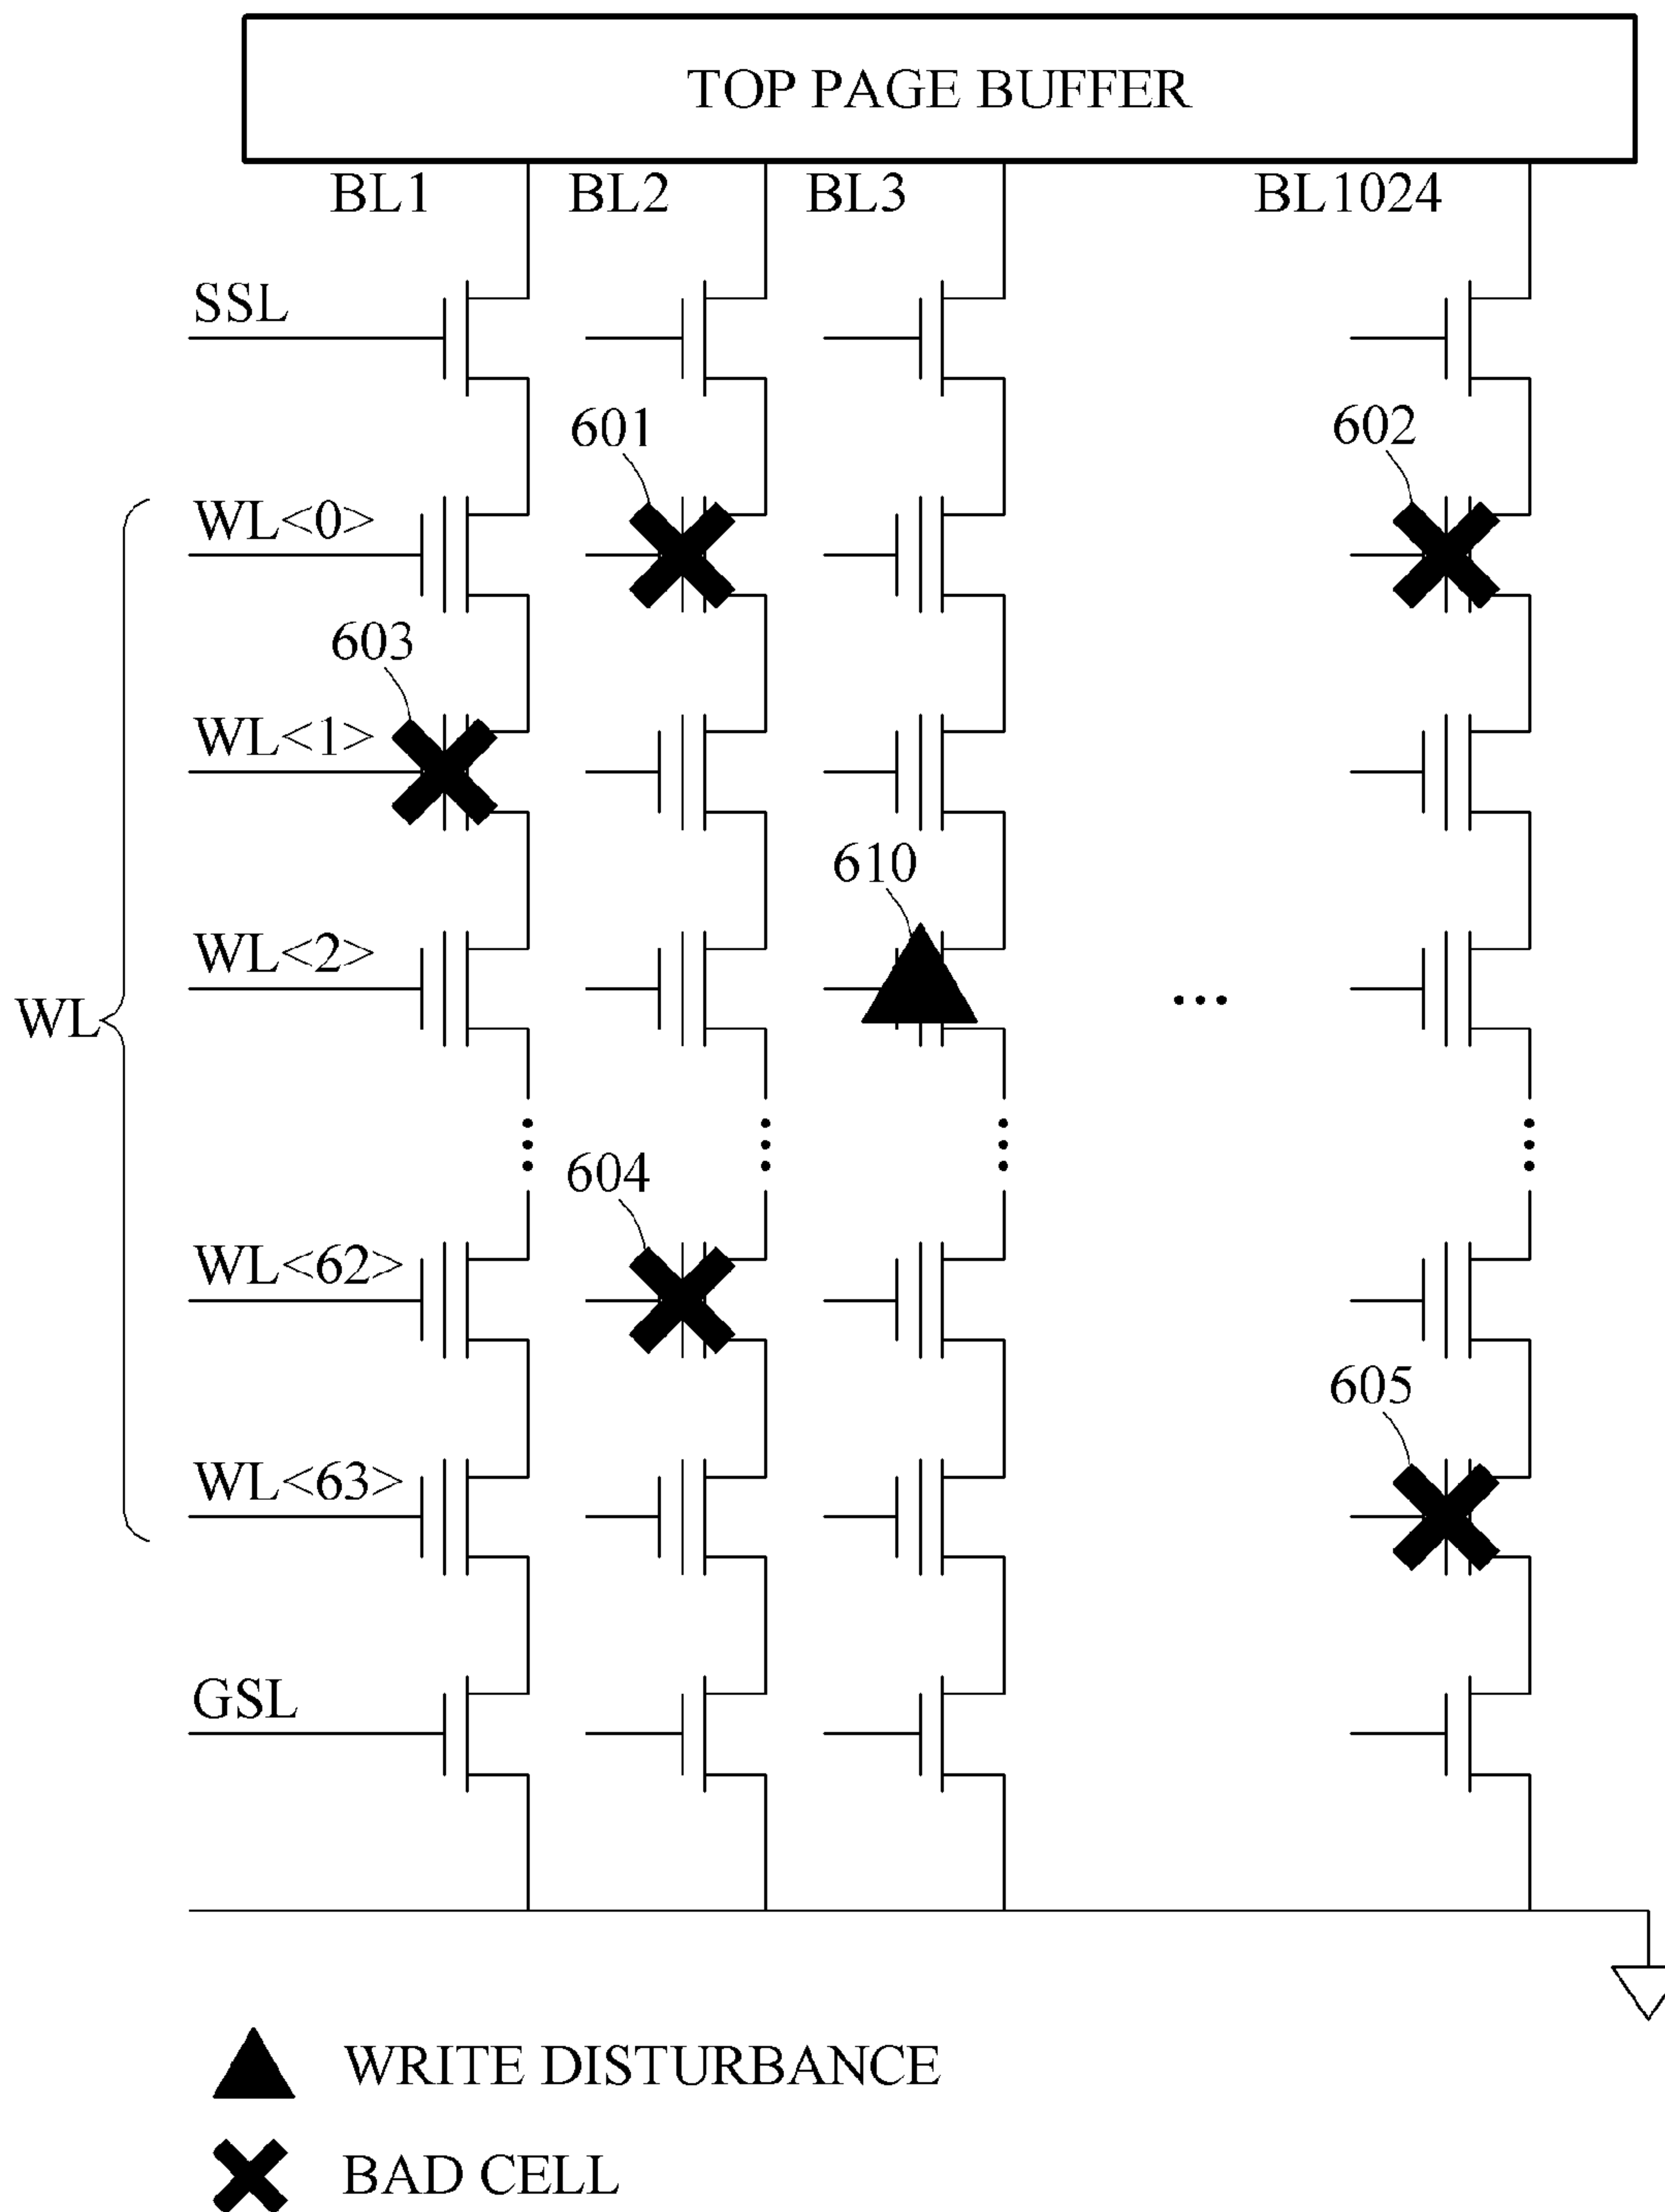 TOP PAGE BUFFER
BL1 BL2 BL3 BL1024
SSL
601 602
WL<0>
603
WL<1>
610
WL<2>
WL
...
604
WL<62>
605
WL<63>
GSL
WRITE DISTURBANCE
BAD CELL